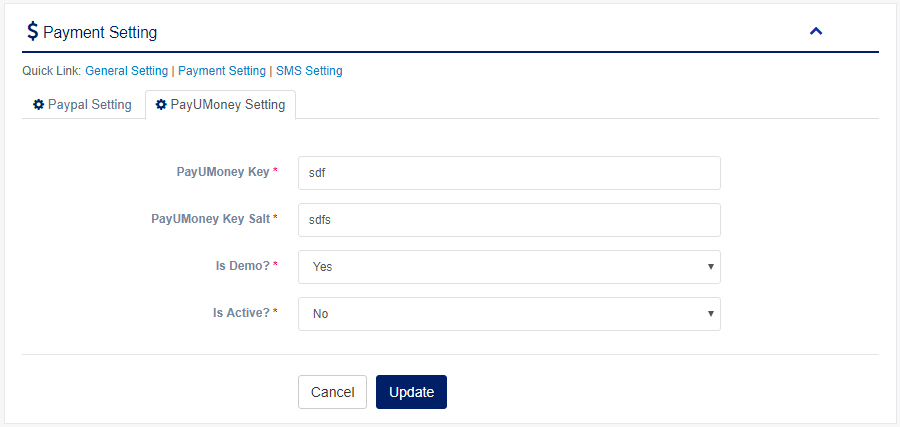 $ Payment Setting
Quick Link: General Setting | Payment Setting | SMS Setting
Paypal Setting PayUMoney Setting
PayUMoney Key * sdf
PayUMoney Key Salt * sdfs
Is Demo? * Yes
Is Active? * No
Cancel Update